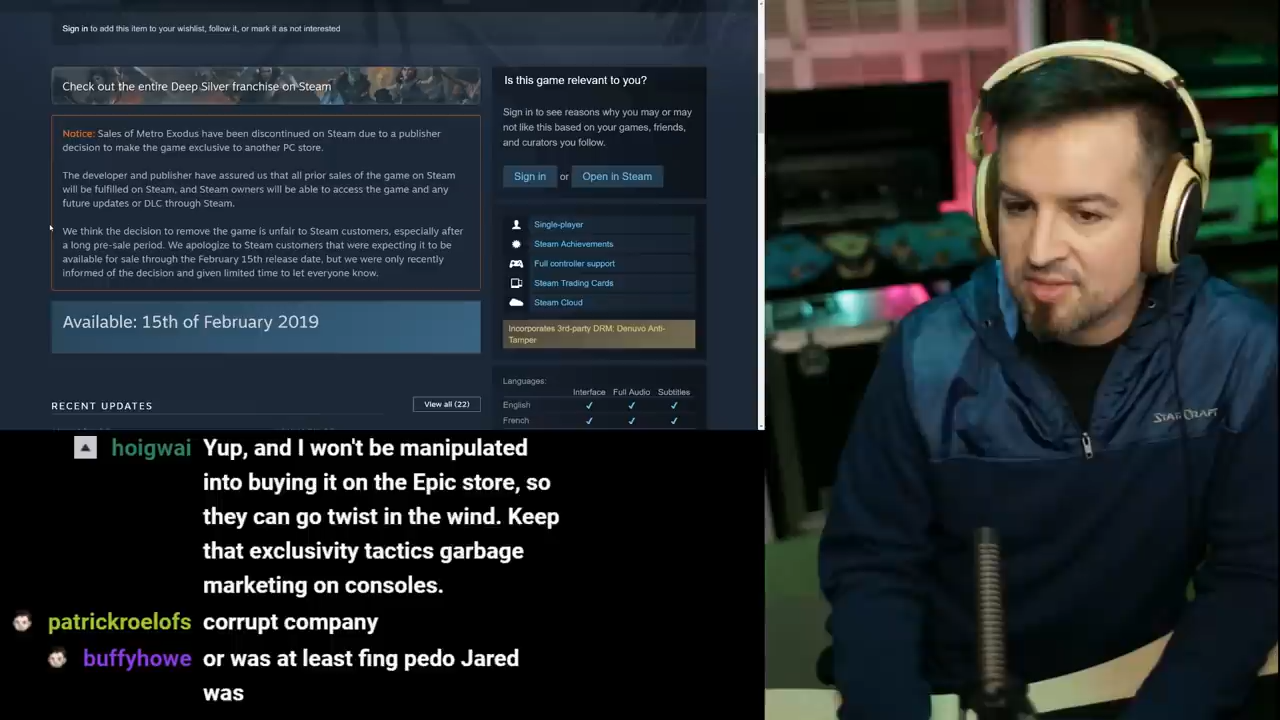 Sign in to add this item to your wishlist, follow it, or mark it as not interested
Check out the entire Deep Silver franchise on Steam
Notice: Sales of Metro Exodus have been discontinued on Steam due to a publisher
decision to make the game exclusive to another PC store.
The developer and publisher have assured us that all prior sales of the game on Steam
will be fulfilled on Steam, and Steam owners will be able to access the game and any
future updates or DLC through Steam.
We think the decision to remove the game is unfair to Steam customers, especially after
a long pre-sale period. We apologize to Steam customers that were expecting it to be
available for sale through the February 15th release date, but we were only recently
informed of the decision and given limited time to let everyone know.
Available: 15th of February 2019
RECENT UPDATES
View all (22)
Is this game relevant to you?
Sign in to see reasons why you may or may
not like this based on your games, friends,
and curators you follow.
Sign in or Open in Steam
Single-player
Steam Achievements
Full controller support
Steam Trading Cards
Steam Cloud
Incorporates 3rd-party DRM: Denuvo Anti-
Tamper
Languages:
Interface Full Audio Subtitles
English ✓ ✓ ✓
French ✓ ✓ ✓
hoigwai Yup, and I won't be manipulated
into buying it on the Epic store, so
they can go twist in the wind. Keep
that exclusivity tactics garbage
marketing on consoles.
patrickroelofs corrupt company
buffyhowe or was at least fing pedo Jared
was
STARCRAFT